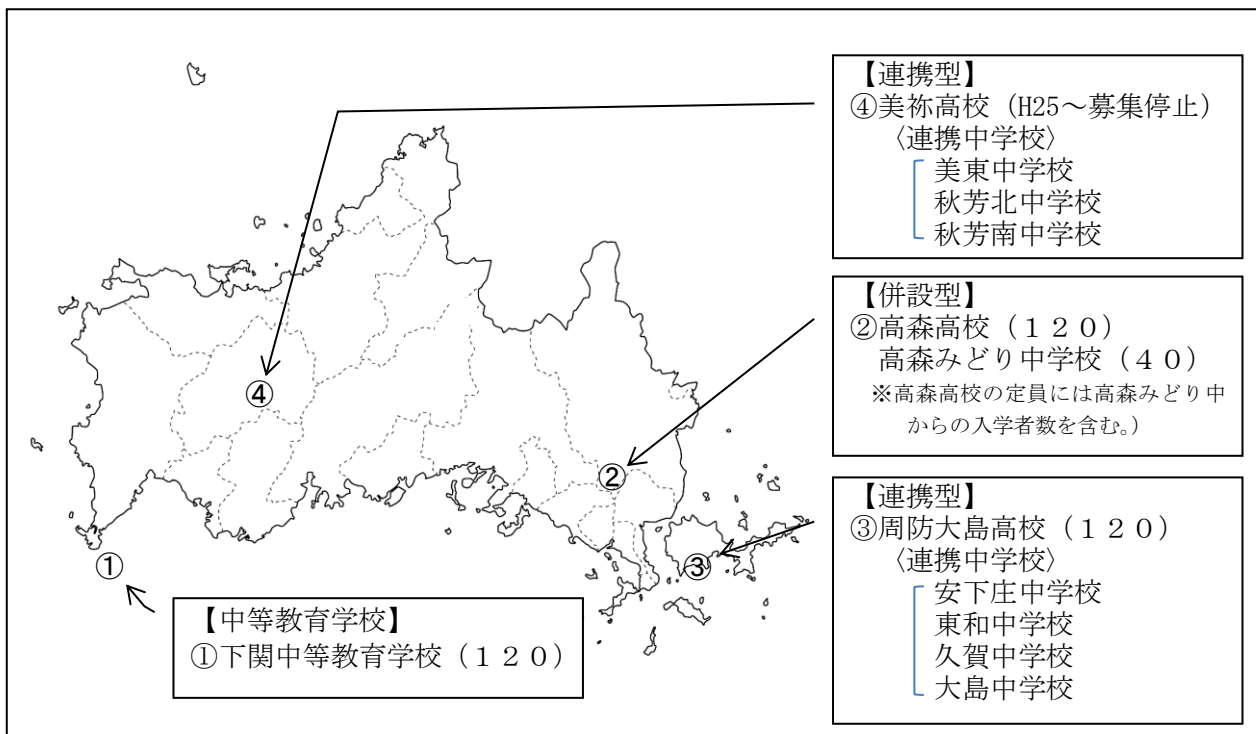 【連携型】
④美祢高校（H25～募集停止）
〈連携中学校〉
美東中学校
秋芳北中学校
秋芳南中学校
【併設型】
②高森高校（１２０）
高森みどり中学校（４０）
※高森高校の定員には高森みどり中
からの入学者数を含む。）
【連携型】
③周防大島高校（１２０）
〈連携中学校〉
安下庄中学校
東和中学校
久賀中学校
大島中学校
【中等教育学校】
①下関中等教育学校（１２０）
④
②
③
①